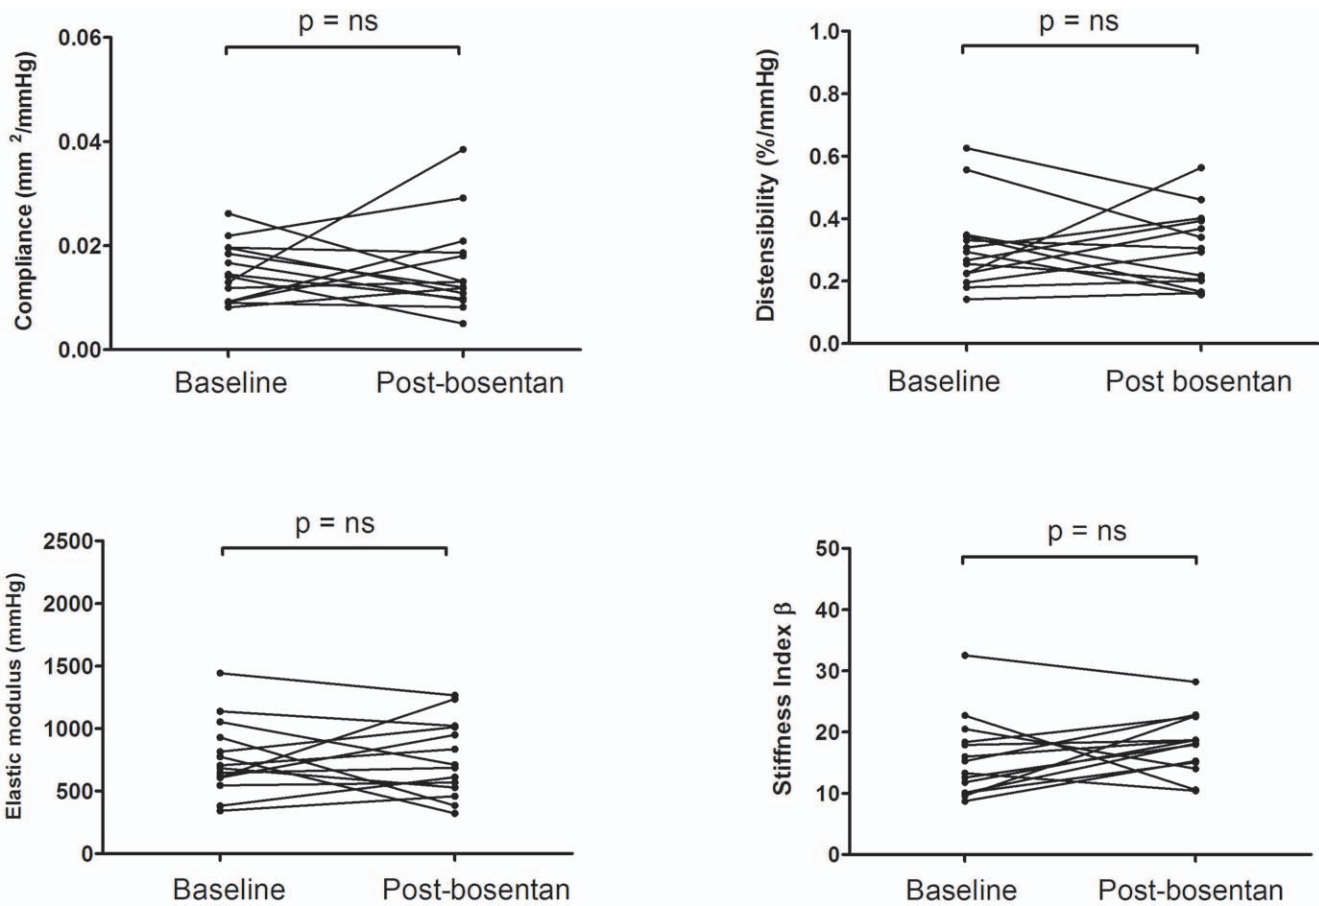 p = ns
Compliance (mm ²/mmHg)
0.06
0.04
0.02
0.00
Baseline
Post-bosentan
p = ns
Distensibility (%/mmHg)
1.0
0.8
0.6
0.4
0.2
0.0
Baseline
Post bosentan
p = ns
Elastic modulus (mmHg)
2500
2000
1500
1000
500
0
Baseline
Post-bosentan
p = ns
Stiffness Index β
50
40
30
20
10
0
Baseline
Post-bosentan